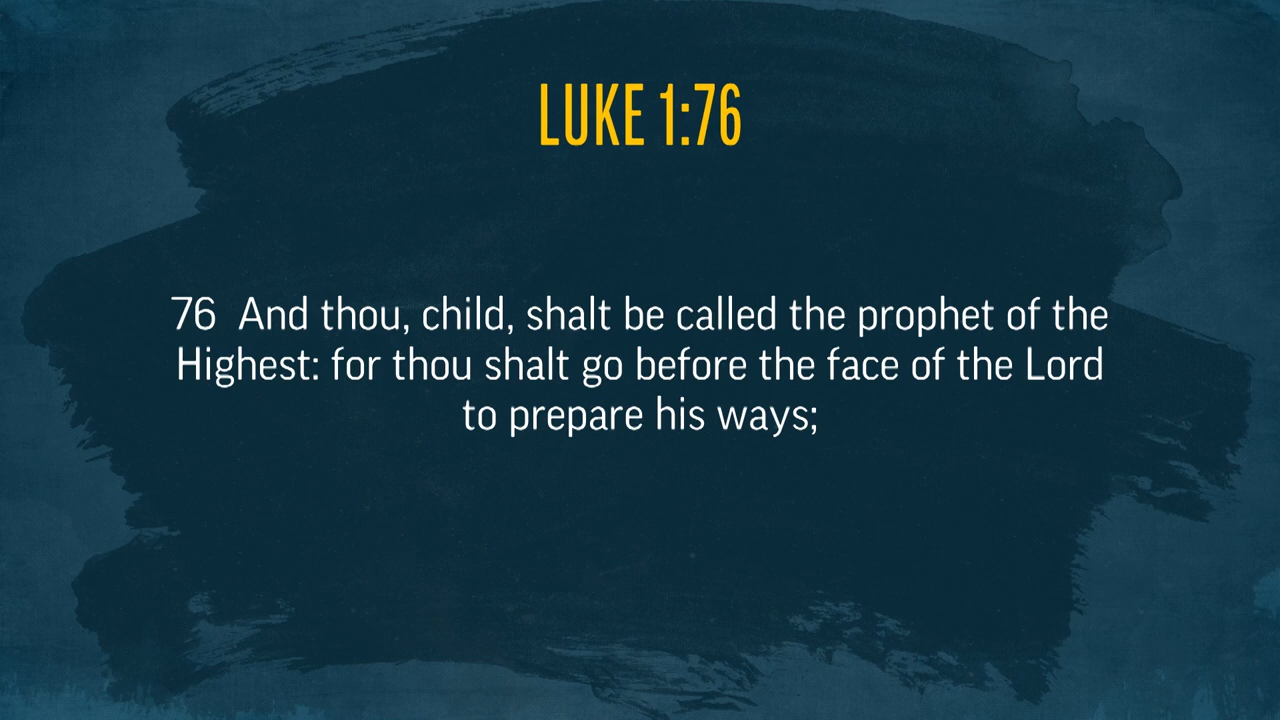 LUKE 1:76
76 And thou, child, shalt be called the prophet of the
Highest: for thou shalt go before the face of the Lord
to prepare his ways;